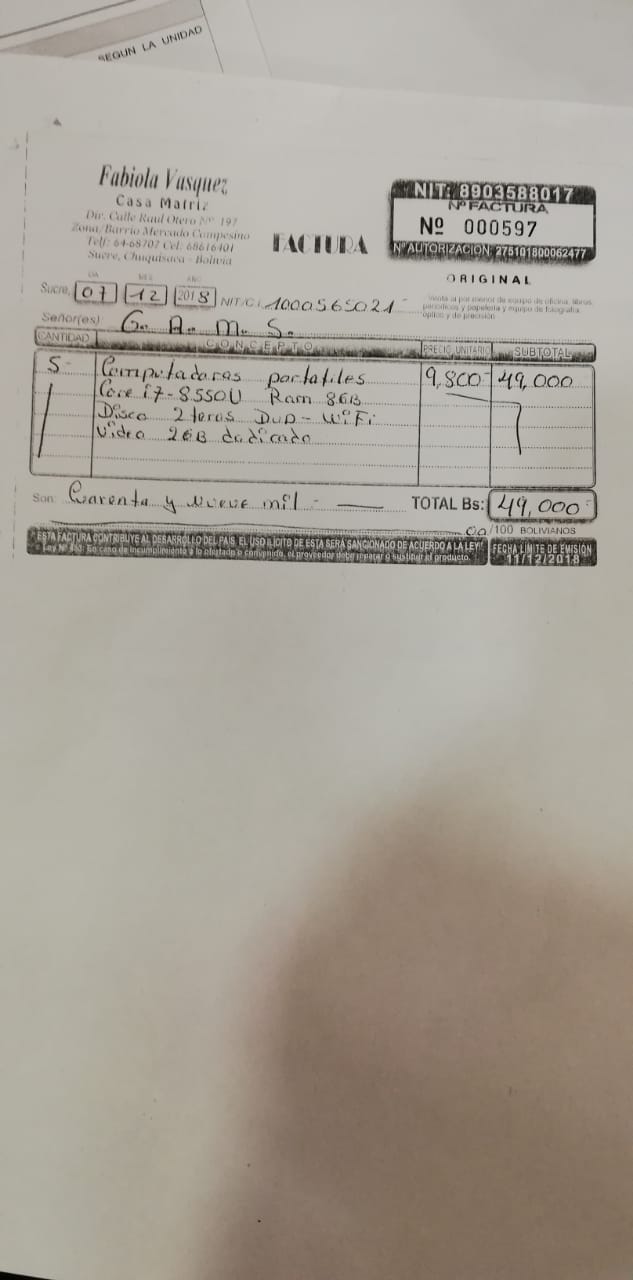 SEGUN LA UNIDAD
Fabiola Vasquez
Casa Matriz
Dir. Calle Raul Otero Nº 197
Zona/Barrio Mercado Campesino
Telf: 64-68707 Cel: 68616401
Sucre, Chuquisaca - Bolivia
FACTURA
NIT: 8903588017
Nº FACTURA
Nº 000597
Nº AUTORIZACION: 275101800062477
ORIGINAL
Venta al por menor de equipo de oficina, libros,
periodicos y papeleria y equipo de fotografia,
optico y de precisión
DIA MES AÑO
Sucre, 07 12 2018 NIT/C.I. 1000565021-
Señor(es): G. A. M. S.
CANTIDAD CONCEPTO PRECIO UNITARIO SUBTOTAL
5- Computadoras portatiles 9,800- 49,000
Core i7-8550U Ram 8GB
Disco 2 teras DVD - WiFi
Video 2GB dedicado
Son: Carenta y nueve mil - TOTAL Bs: 49,000-
00/100 BOLIVIANOS
"ESTA FACTURA CONTRIBUYE AL DESARROLLO DEL PAIS. EL USO ILICITO DE ESTA SERA SANCIONADO DE ACUERDO A LA LEY"
Ley Nº 453: En caso de incumplimiento a lo ofertado o convenido, el proveedor debe reparar o sustituir el producto.
FECHA LIMITE DE EMISIÓN
11/12/2018